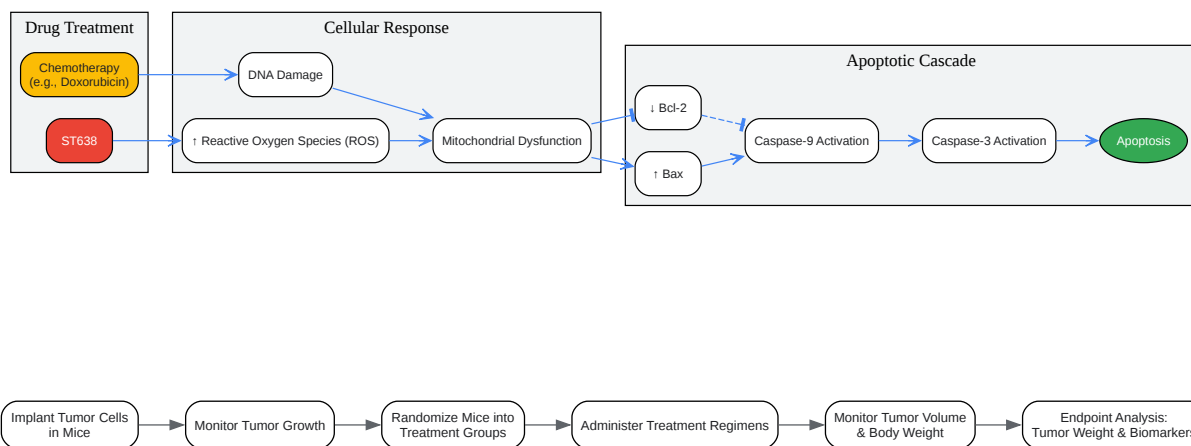 Drug Treatment
Chemotherapy
(e.g., Doxorubicin)
ST638
Cellular Response
DNA Damage
↑ Reactive Oxygen Species (ROS)
Mitochondrial Dysfunction
Apoptotic Cascade
↓ Bcl-2
↑ Bax
Caspase-9 Activation
Caspase-3 Activation
Apoptosis
Implant Tumor Cells
in Mice
Monitor Tumor Growth
Randomize Mice into
Treatment Groups
Administer Treatment Regimens
Monitor Tumor Volume
& Body Weight
Endpoint Analysis:
Tumor Weight & Biomarkers